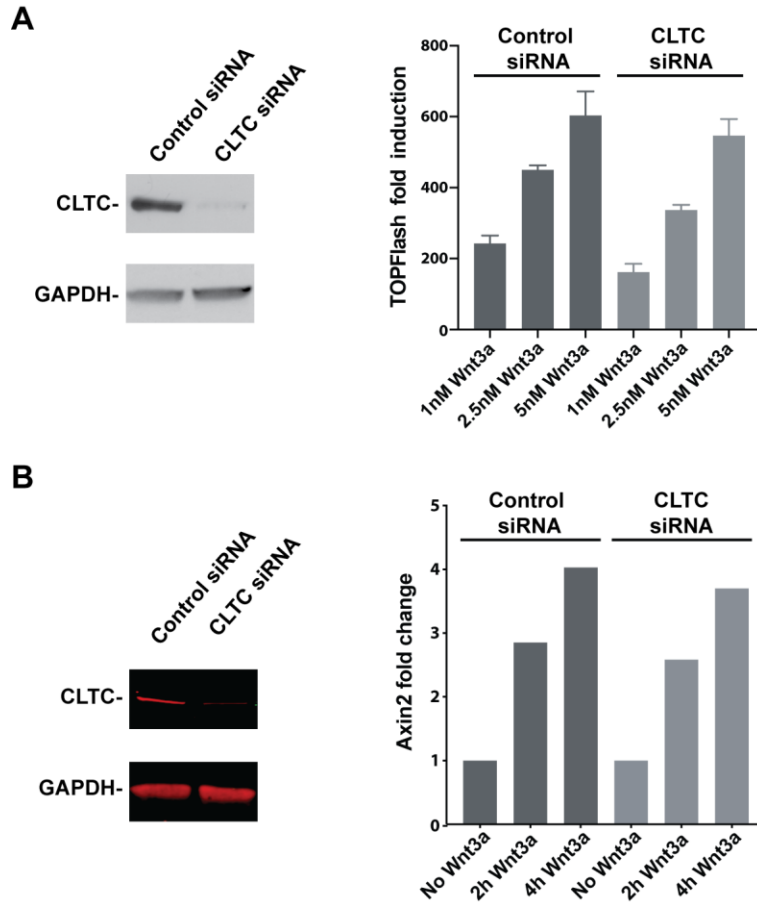 A
Control siRNA
CLTC siRNA
CLTC-
GAPDH-
TOPFlash fold induction
800
600
400
200
0
Control
siRNA
CLTC
siRNA
1nM Wnt3a
2.5nM Wnt3a
5nM Wnt3a
1nM Wnt3a
2.5nM Wnt3a
5nM Wnt3a
B
Control siRNA
CLTC siRNA
CLTC-
GAPDH-
Axin2 fold change
5
4
3
2
1
0
Control
siRNA
CLTC
siRNA
No Wnt3a
2h Wnt3a
4h Wnt3a
No Wnt3a
2h Wnt3a
4h Wnt3a